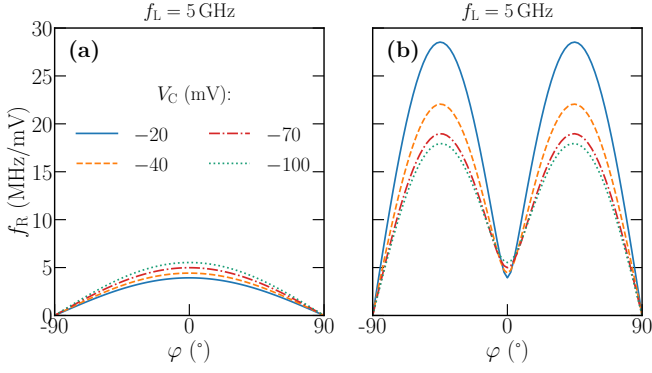 f_L = 5 GHz
f_L = 5 GHz
(a)
(b)
V_C (mV):
−20
−70
−40
−100
f_R (MHz/mV)
30
25
20
15
10
5
0
-90
0
90
-90
0
90
φ (°)
φ (°)